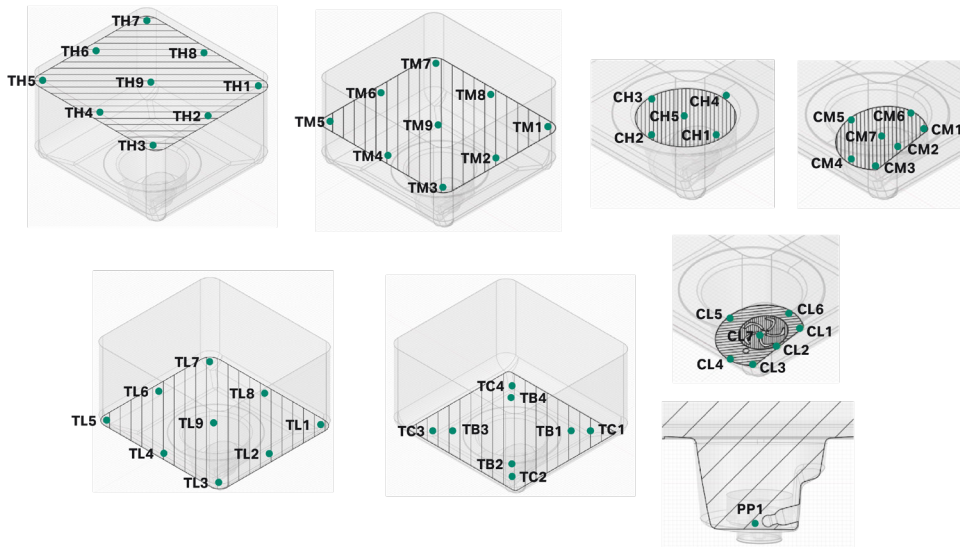 TH7
TH6
TH8
TH5
TH9
TH1
TH4
TH2
TH3
TM7
TM6
TM8
TM5
TM9
TM1
TM4
TM2
TM3
CH3
CH4
CH5
CH2
CH1
CM5
CM6
CM1
CM7
CM2
CM4
CM3
TL7
TL6
TL8
TL5
TL9
TL1
TL4
TL2
TL3
TC4
TB4
TC3
TB3
TB1
TC1
TB2
TC2
CL5
CL6
CL7
CL1
CL2
CL4
CL3
PP1